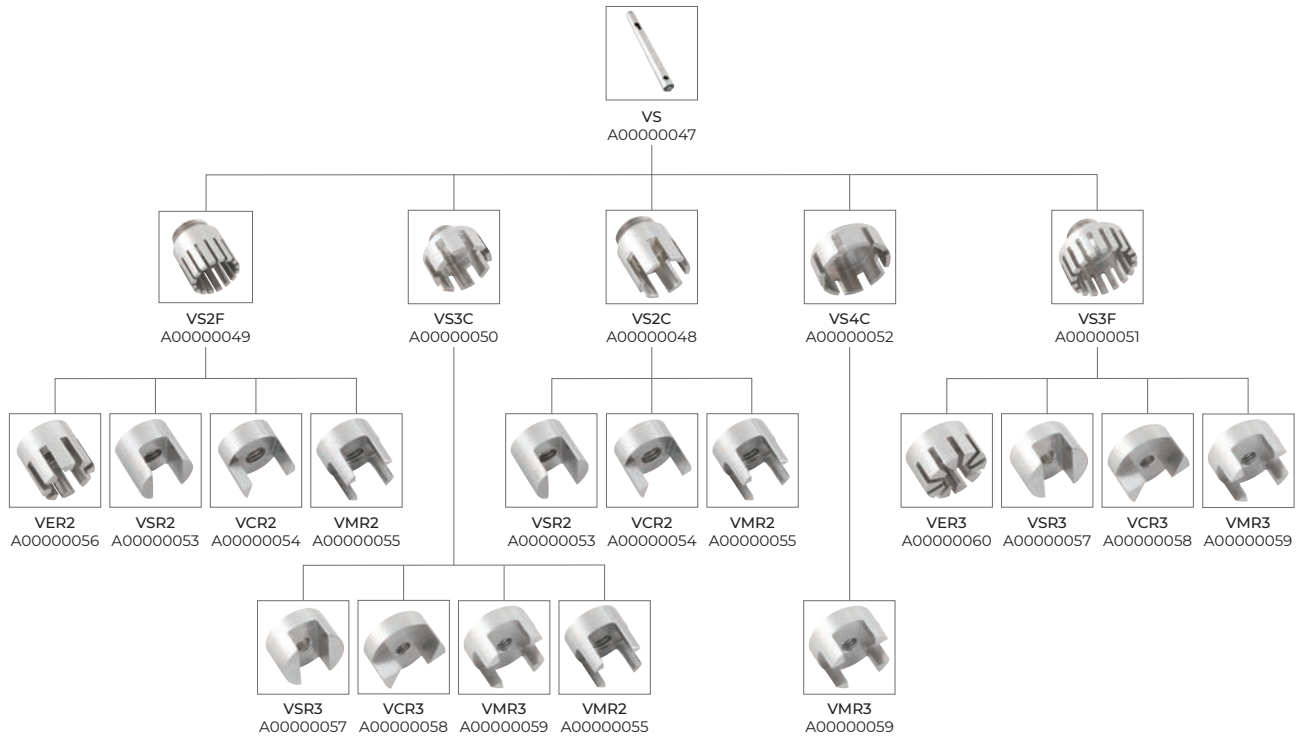 VS
A00000047
VS2F
A00000049
VS3C
A00000050
VS2C
A00000048
VS4C
A00000052
VS3F
A00000051
VER2
A00000056
VSR2
A00000053
VCR2
A00000054
VMR2
A00000055
VSR2
A00000053
VCR2
A00000054
VMR2
A00000055
VER3
A00000060
VSR3
A00000057
VCR3
A00000058
VMR3
A00000059
VSR3
A00000057
VCR3
A00000058
VMR3
A00000059
VMR2
A00000055
VMR3
A00000059